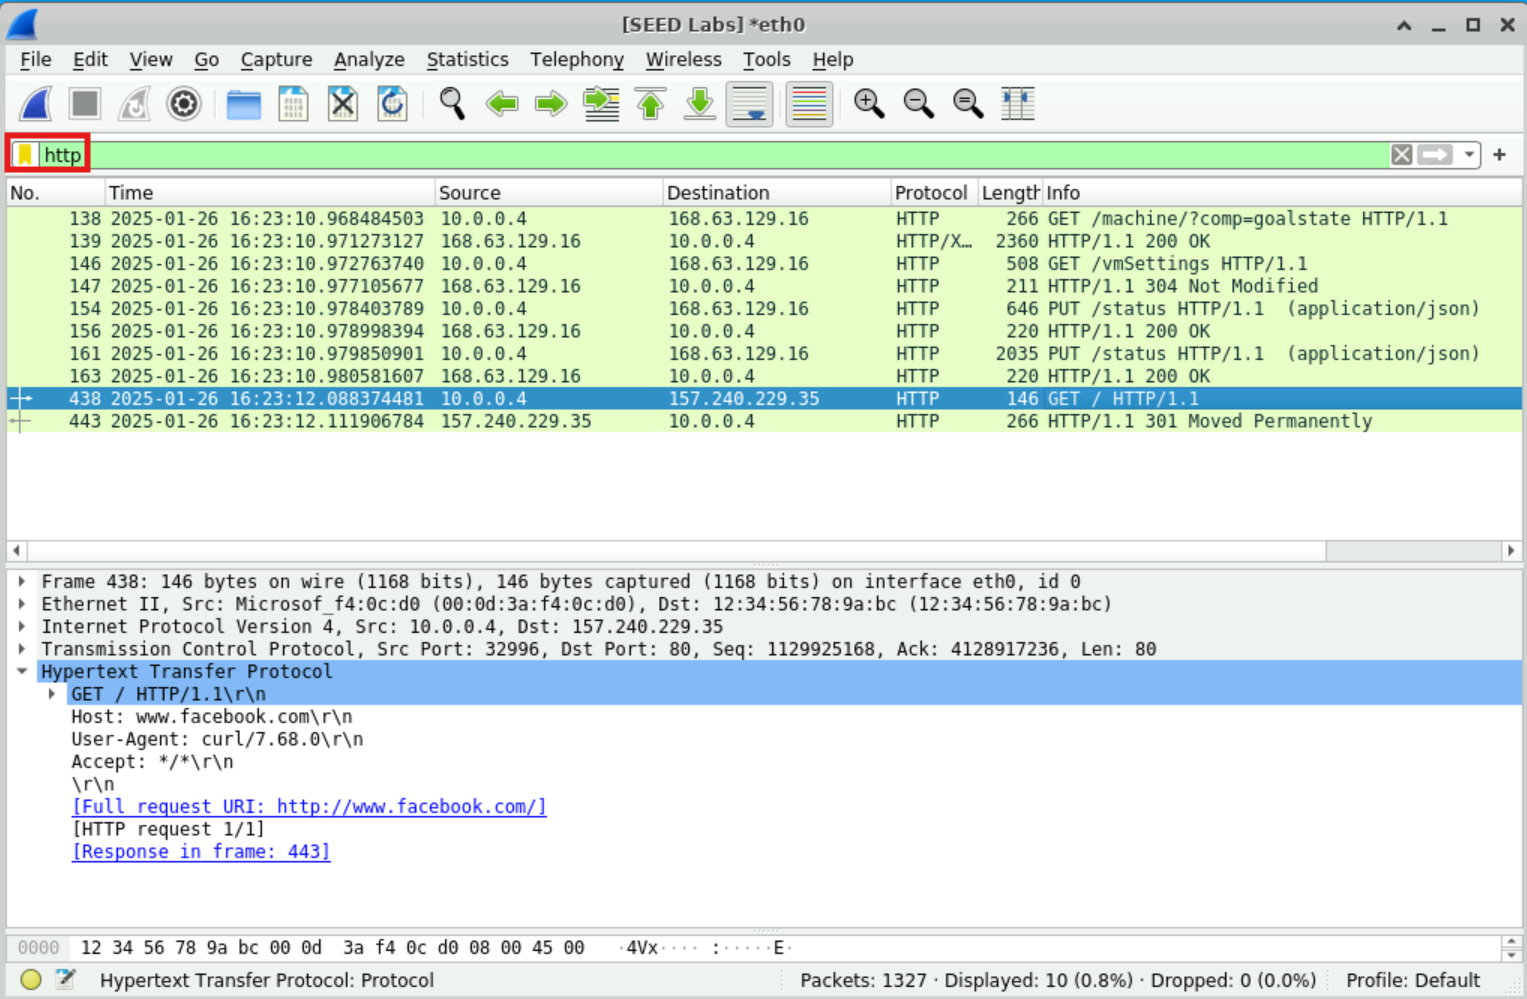 [SEED Labs] *eth0
File Edit View Go Capture Analyze Statistics Telephony Wireless Tools Help
http
No. Time Source Destination Protocol Length Info
138 2025-01-26 16:23:10.968484503 10.0.0.4 168.63.129.16 HTTP 266 GET /machine/?comp=goalstate HTTP/1.1
139 2025-01-26 16:23:10.971273127 168.63.129.16 10.0.0.4 HTTP/X… 2360 HTTP/1.1 200 OK
146 2025-01-26 16:23:10.972763740 10.0.0.4 168.63.129.16 HTTP 508 GET /vmSettings HTTP/1.1
147 2025-01-26 16:23:10.977105677 168.63.129.16 10.0.0.4 HTTP 211 HTTP/1.1 304 Not Modified
154 2025-01-26 16:23:10.978403789 10.0.0.4 168.63.129.16 HTTP 646 PUT /status HTTP/1.1 (application/json)
156 2025-01-26 16:23:10.978998394 168.63.129.16 10.0.0.4 HTTP 220 HTTP/1.1 200 OK
161 2025-01-26 16:23:10.979850901 10.0.0.4 168.63.129.16 HTTP 2035 PUT /status HTTP/1.1 (application/json)
163 2025-01-26 16:23:10.980581607 168.63.129.16 10.0.0.4 HTTP 220 HTTP/1.1 200 OK
438 2025-01-26 16:23:12.088374481 10.0.0.4 157.240.229.35 HTTP 146 GET / HTTP/1.1
443 2025-01-26 16:23:12.111906784 157.240.229.35 10.0.0.4 HTTP 266 HTTP/1.1 301 Moved Permanently
Frame 438: 146 bytes on wire (1168 bits), 146 bytes captured (1168 bits) on interface eth0, id 0
Ethernet II, Src: Microsof_f4:0c:d0 (00:0d:3a:f4:0c:d0), Dst: 12:34:56:78:9a:bc (12:34:56:78:9a:bc)
Internet Protocol Version 4, Src: 10.0.0.4, Dst: 157.240.229.35
Transmission Control Protocol, Src Port: 32996, Dst Port: 80, Seq: 1129925168, Ack: 4128917236, Len: 80
Hypertext Transfer Protocol
GET / HTTP/1.1\r\n
Host: www.facebook.com\r\n
User-Agent: curl/7.68.0\r\n
Accept: */*\r\n
\r\n
[Full request URI: http://www.facebook.com/]
[HTTP request 1/1]
[Response in frame: 443]
0000 12 34 56 78 9a bc 00 0d 3a f4 0c d0 08 00 45 00 ·4Vx···· :·····E·
Hypertext Transfer Protocol: Protocol Packets: 1327 · Displayed: 10 (0.8%) · Dropped: 0 (0.0%) Profile: Default